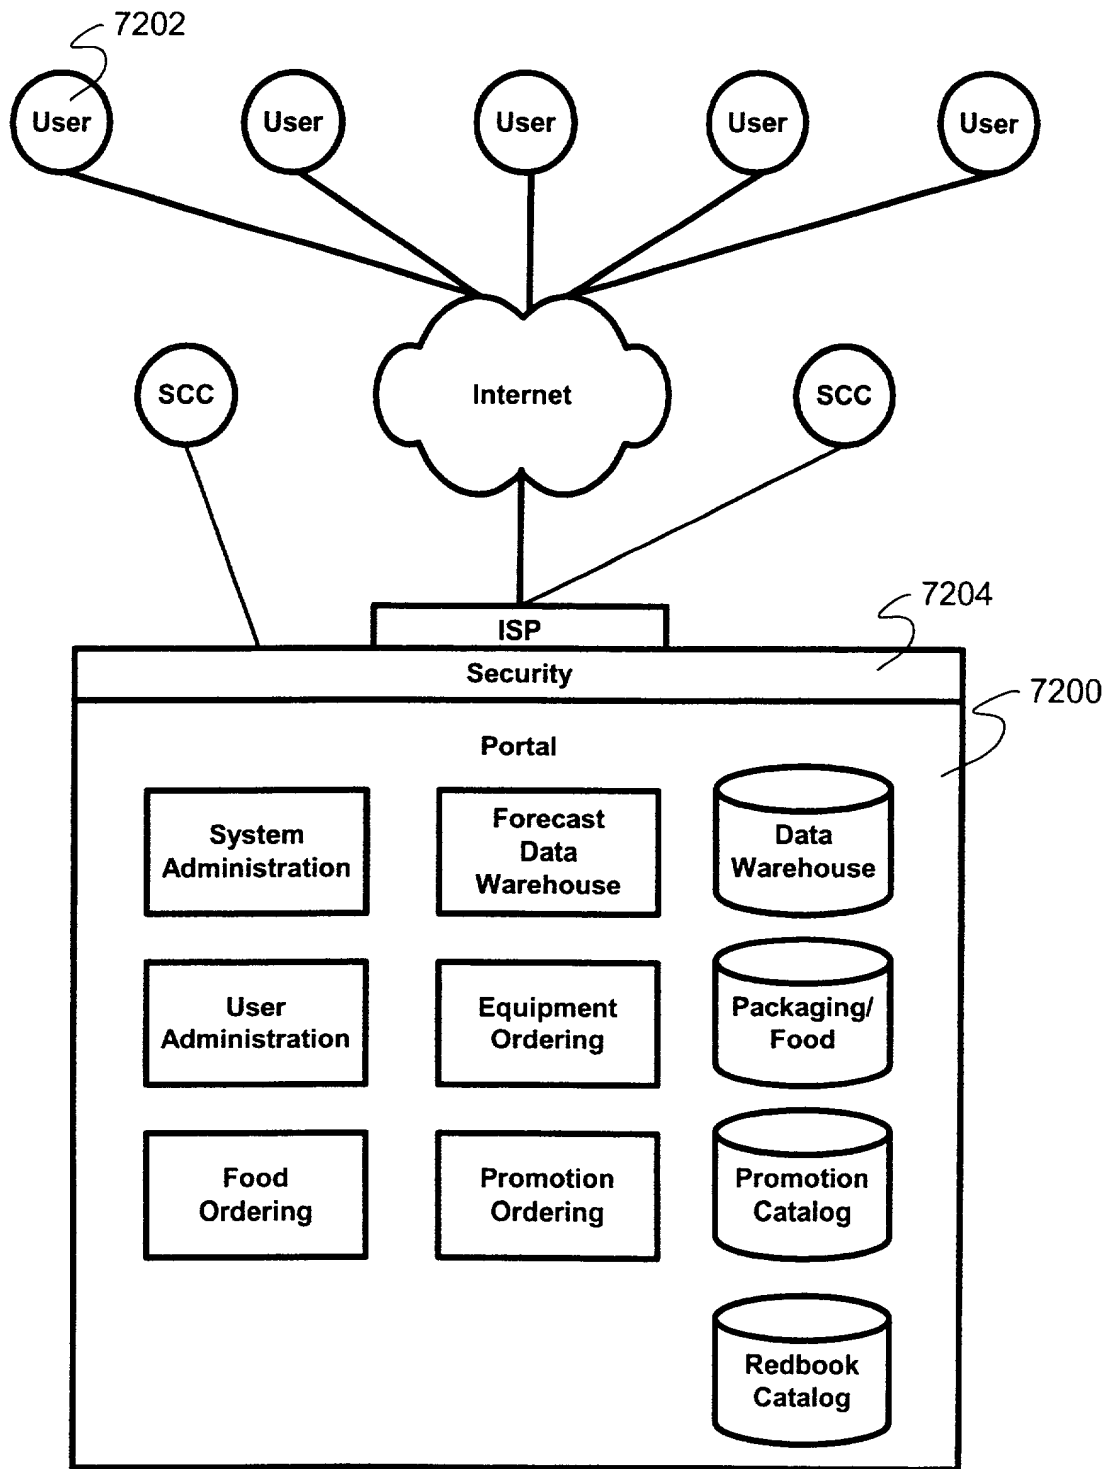 7202
User
User
User
User
User
SCC
Internet
SCC
ISP
7204
Security
7200
Portal
System
Administration
Forecast
Data
Warehouse
Data
Warehouse
User
Administration
Equipment
Ordering
Packaging/
Food
Food
Ordering
Promotion
Ordering
Promotion
Catalog
Redbook
Catalog